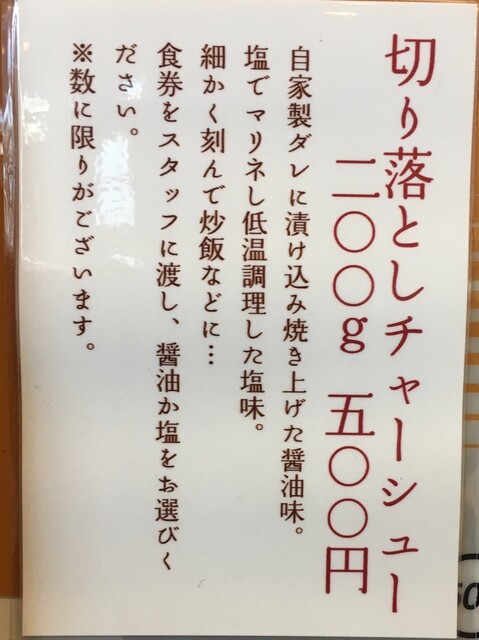 切り落としチャーシュー
二〇〇g 五〇〇円
自家製ダレに漬け込み焼き上げた醤油味。
塩でマリネし低温調理した塩味。
細かく刻んで炒飯などに…
食券をスタッフに渡し、醤油か塩をお選びく
ださい。
※数に限りがございます。